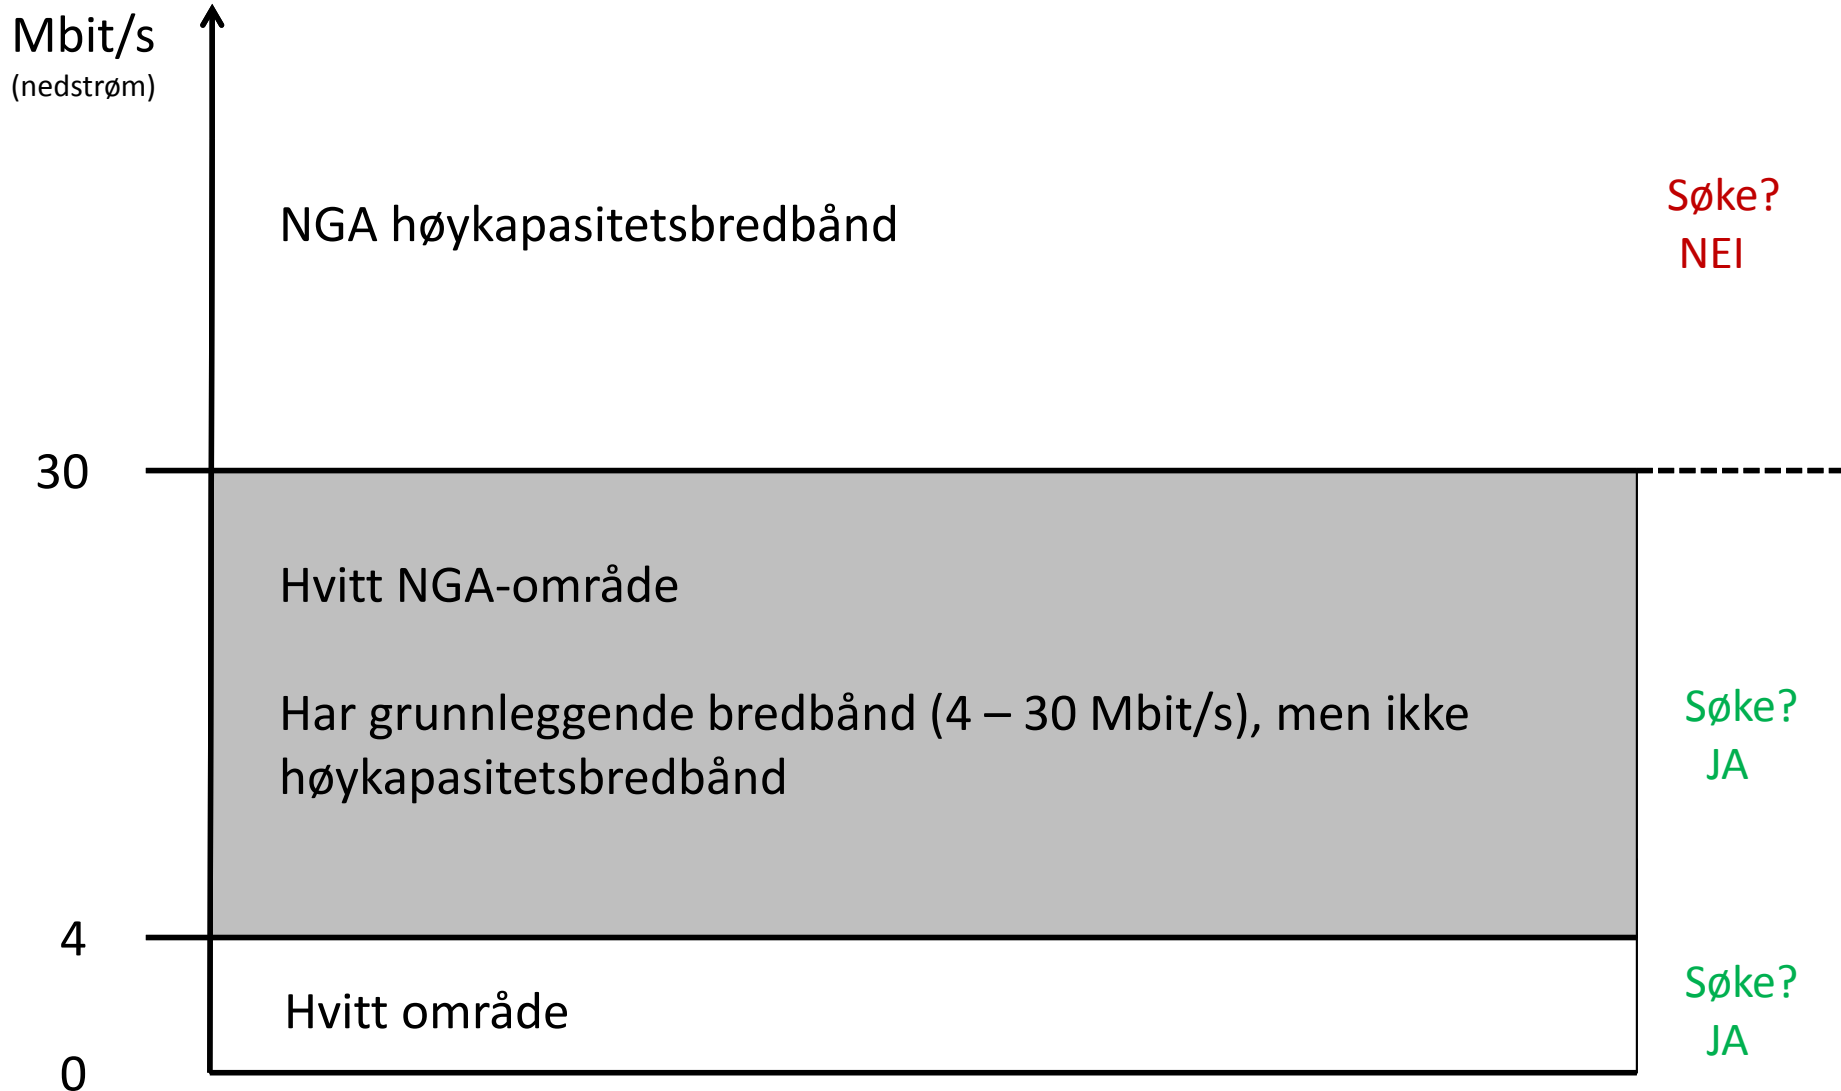 Mbit/s
(nedstrøm)
NGA høykapasitetsbredbånd
Søke?
NEI
30
Hvitt NGA-område
Har grunnleggende bredbånd (4 – 30 Mbit/s), men ikke
høykapasitetsbredbånd
Søke?
JA
4
Hvitt område
Søke?
JA
0